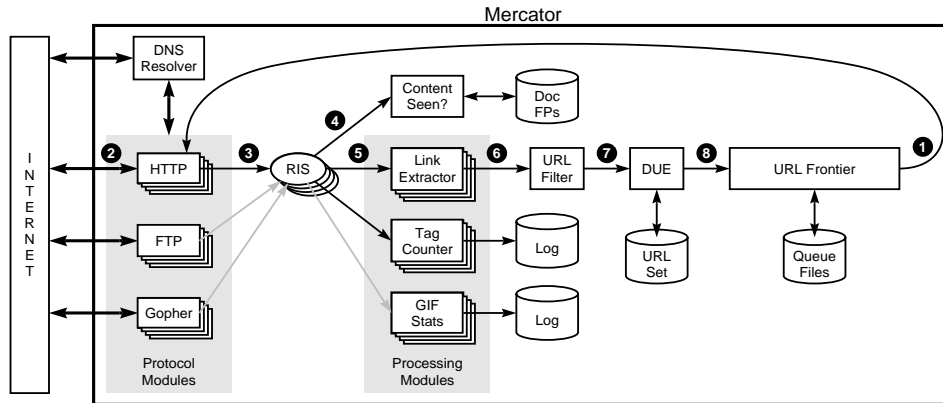 Mercator
DNS
Resolver
Content
Seen?
Doc
FPs
4
1
INTERNET
2
HTTP
3
RIS
5
Link
Extractor
6
URL
Filter
7
DUE
8
URL Frontier
FTP
Tag
Counter
Log
URL
Set
Queue
Files
Gopher
GIF
Stats
Log
Protocol
Modules
Processing
Modules